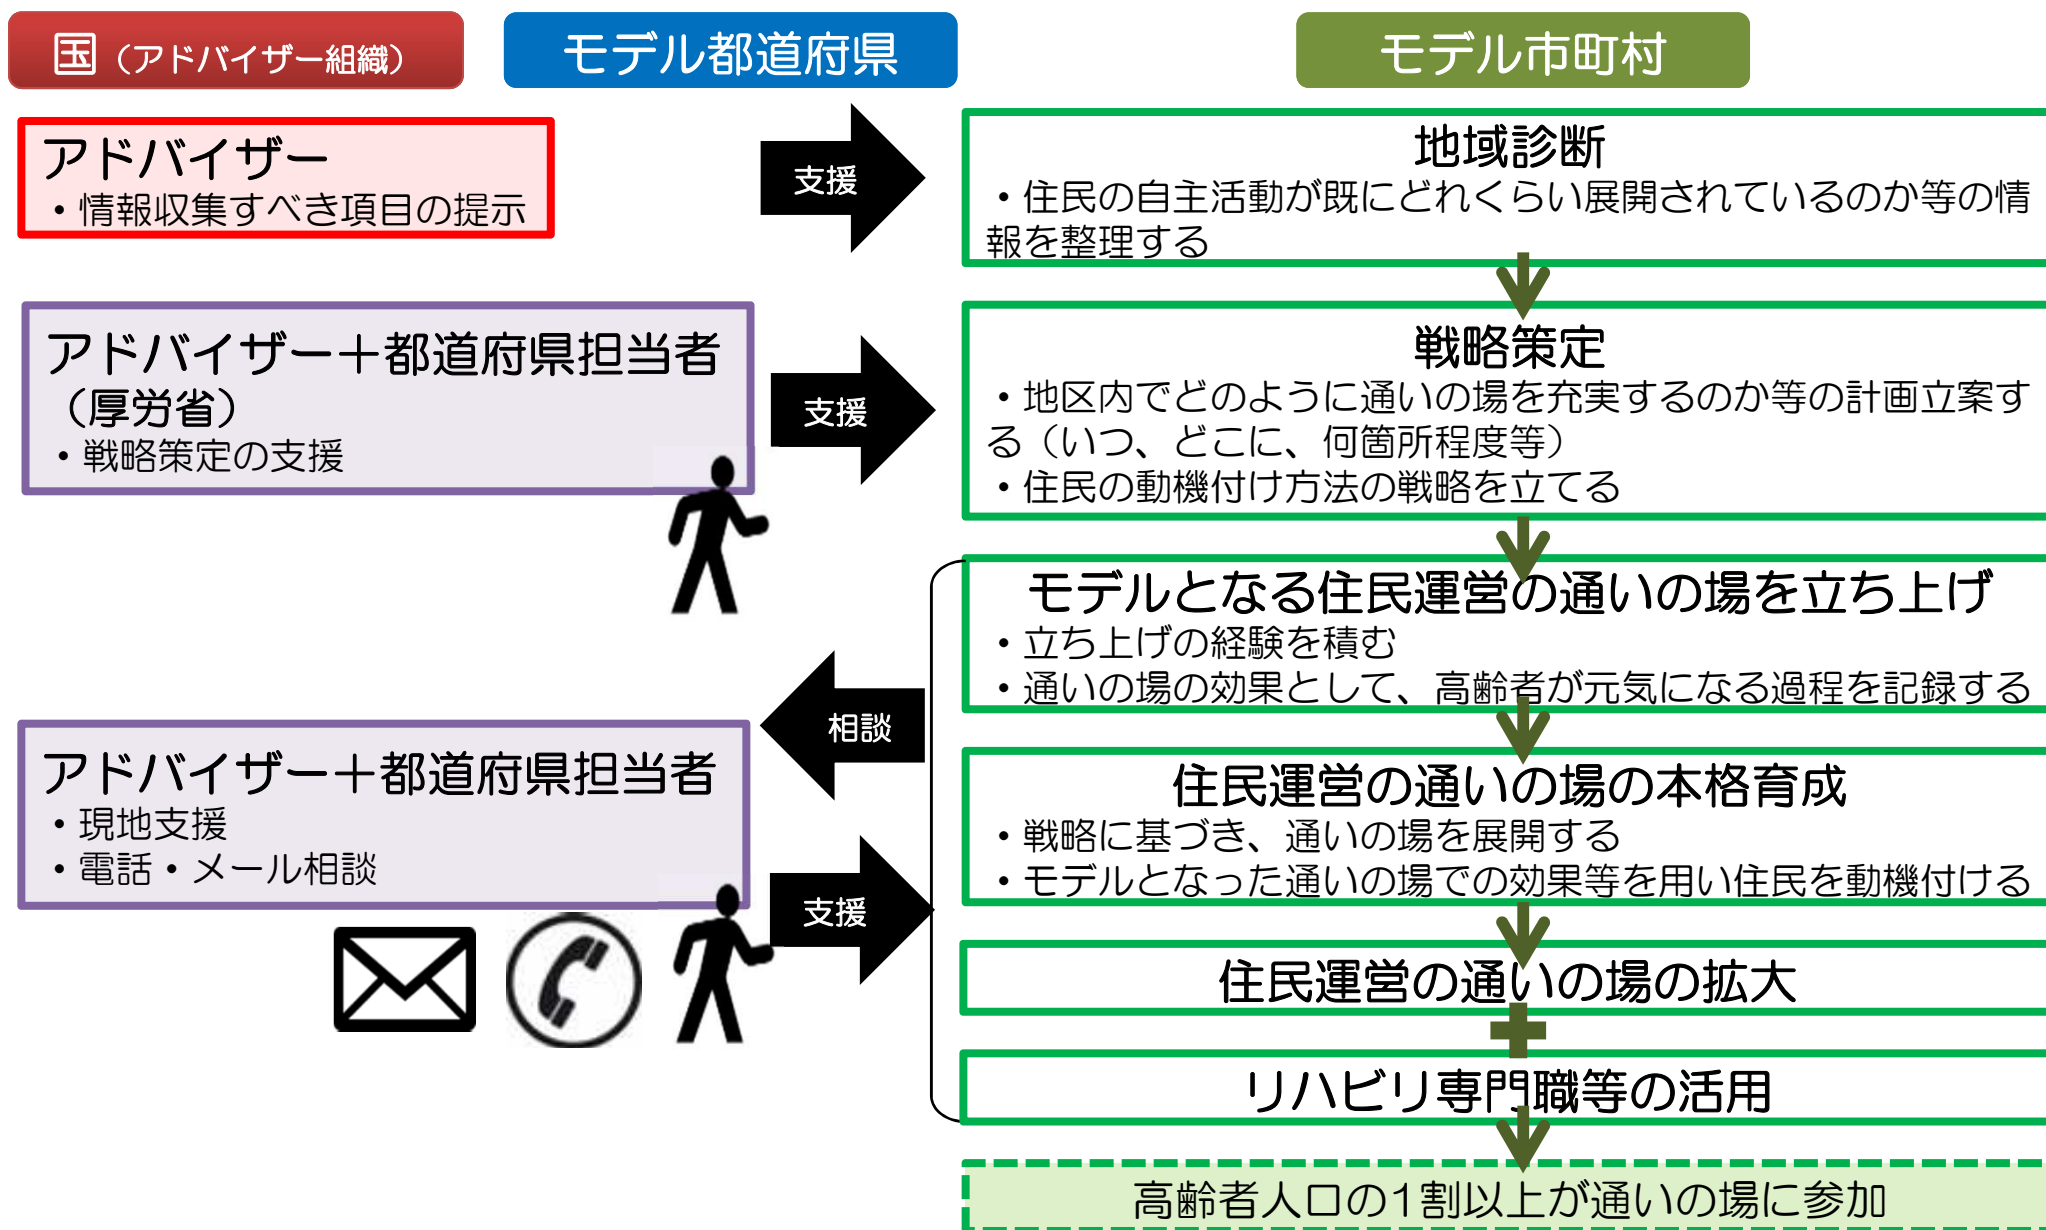 国（アドバイザー組織）
モデル都道府県
モデル市町村
アドバイザー
・情報収集すべき項目の提示
支援
地域診断
・住民の自主活動が既にどれくらい展開されているのか等の情
報を整理する
アドバイザー＋都道府県担当者
（厚労省）
・戦略策定の支援
支援
戦略策定
・地区内でどのように通いの場を充実するのか等の計画立案す
る（いつ、どこに、何箇所程度等）
・住民の動機付け方法の戦略を立てる
モデルとなる住民運営の通いの場を立ち上げ
・立ち上げの経験を積む
・通いの場の効果として、高齢者が元気になる過程を記録する
相談
アドバイザー＋都道府県担当者
・現地支援
・電話・メール相談
支援
住民運営の通いの場の本格育成
・戦略に基づき、通いの場を展開する
・モデルとなった通いの場での効果等を用い住民を動機付ける
住民運営の通いの場の拡大
リハビリ専門職等の活用
高齢者人口の1割以上が通いの場に参加